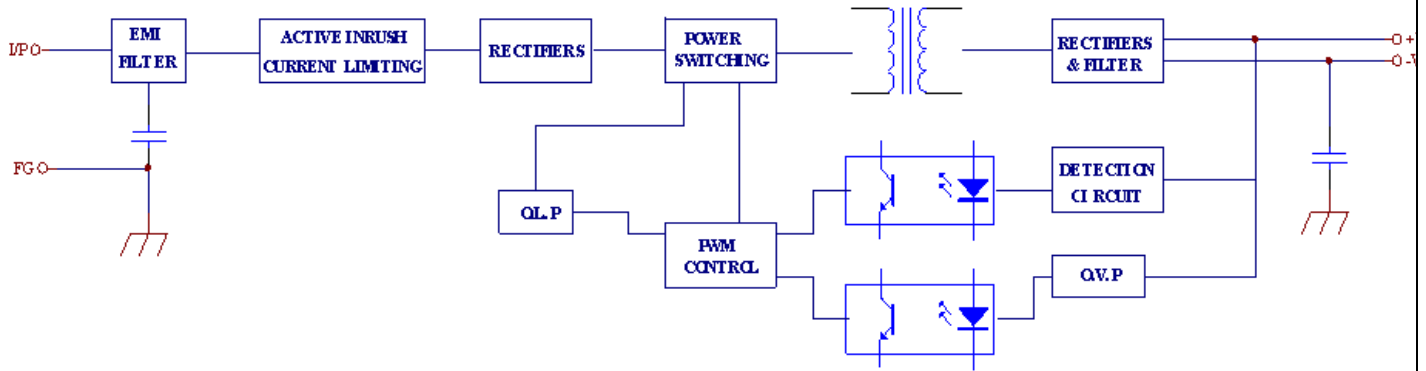 I/P
EMI
FILTER
ACTIVE INRUSH
CURRENT LIMITING
RECTIFIERS
POWER
SWITCHING
RECTIFIERS
& FILTER
+V
-V
FG
O.L.P
PWM
CONTROL
DETECTION
CIRCUIT
O.V.P